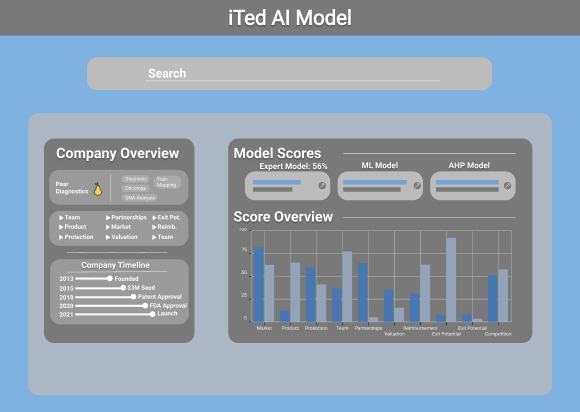 iTed AI Model
Search
Company Overview
Pear
Diagnostics
Diagnosis
Train
Mapping
Oncology
DNA Analysis
Team
Partnerships
Exit Pot.
Product
Market
Reimb.
Protection
Valuation
Team
Company Timeline
2013 Founded
2015 $3M Seed
2018 Patent Approval
2020 FDA Approval
2021 Launch
Model Scores
Expert Model: 56%
ML Model
AHP Model
Score Overview
100
75
50
25
0
Market
Product
Protection
Team
Partnerships
Valuation
Reimbursement
Exit Potential
Exit Potential
Competition